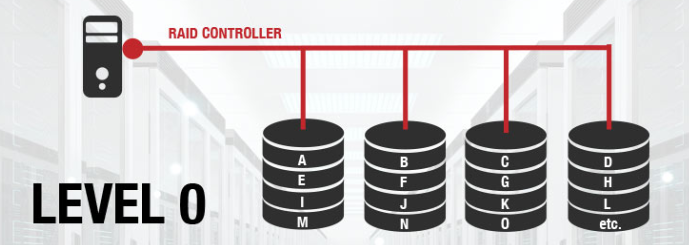 RAID CONTROLLER
A B C D
E F G H
I J K L
M N O etc.
LEVEL 0